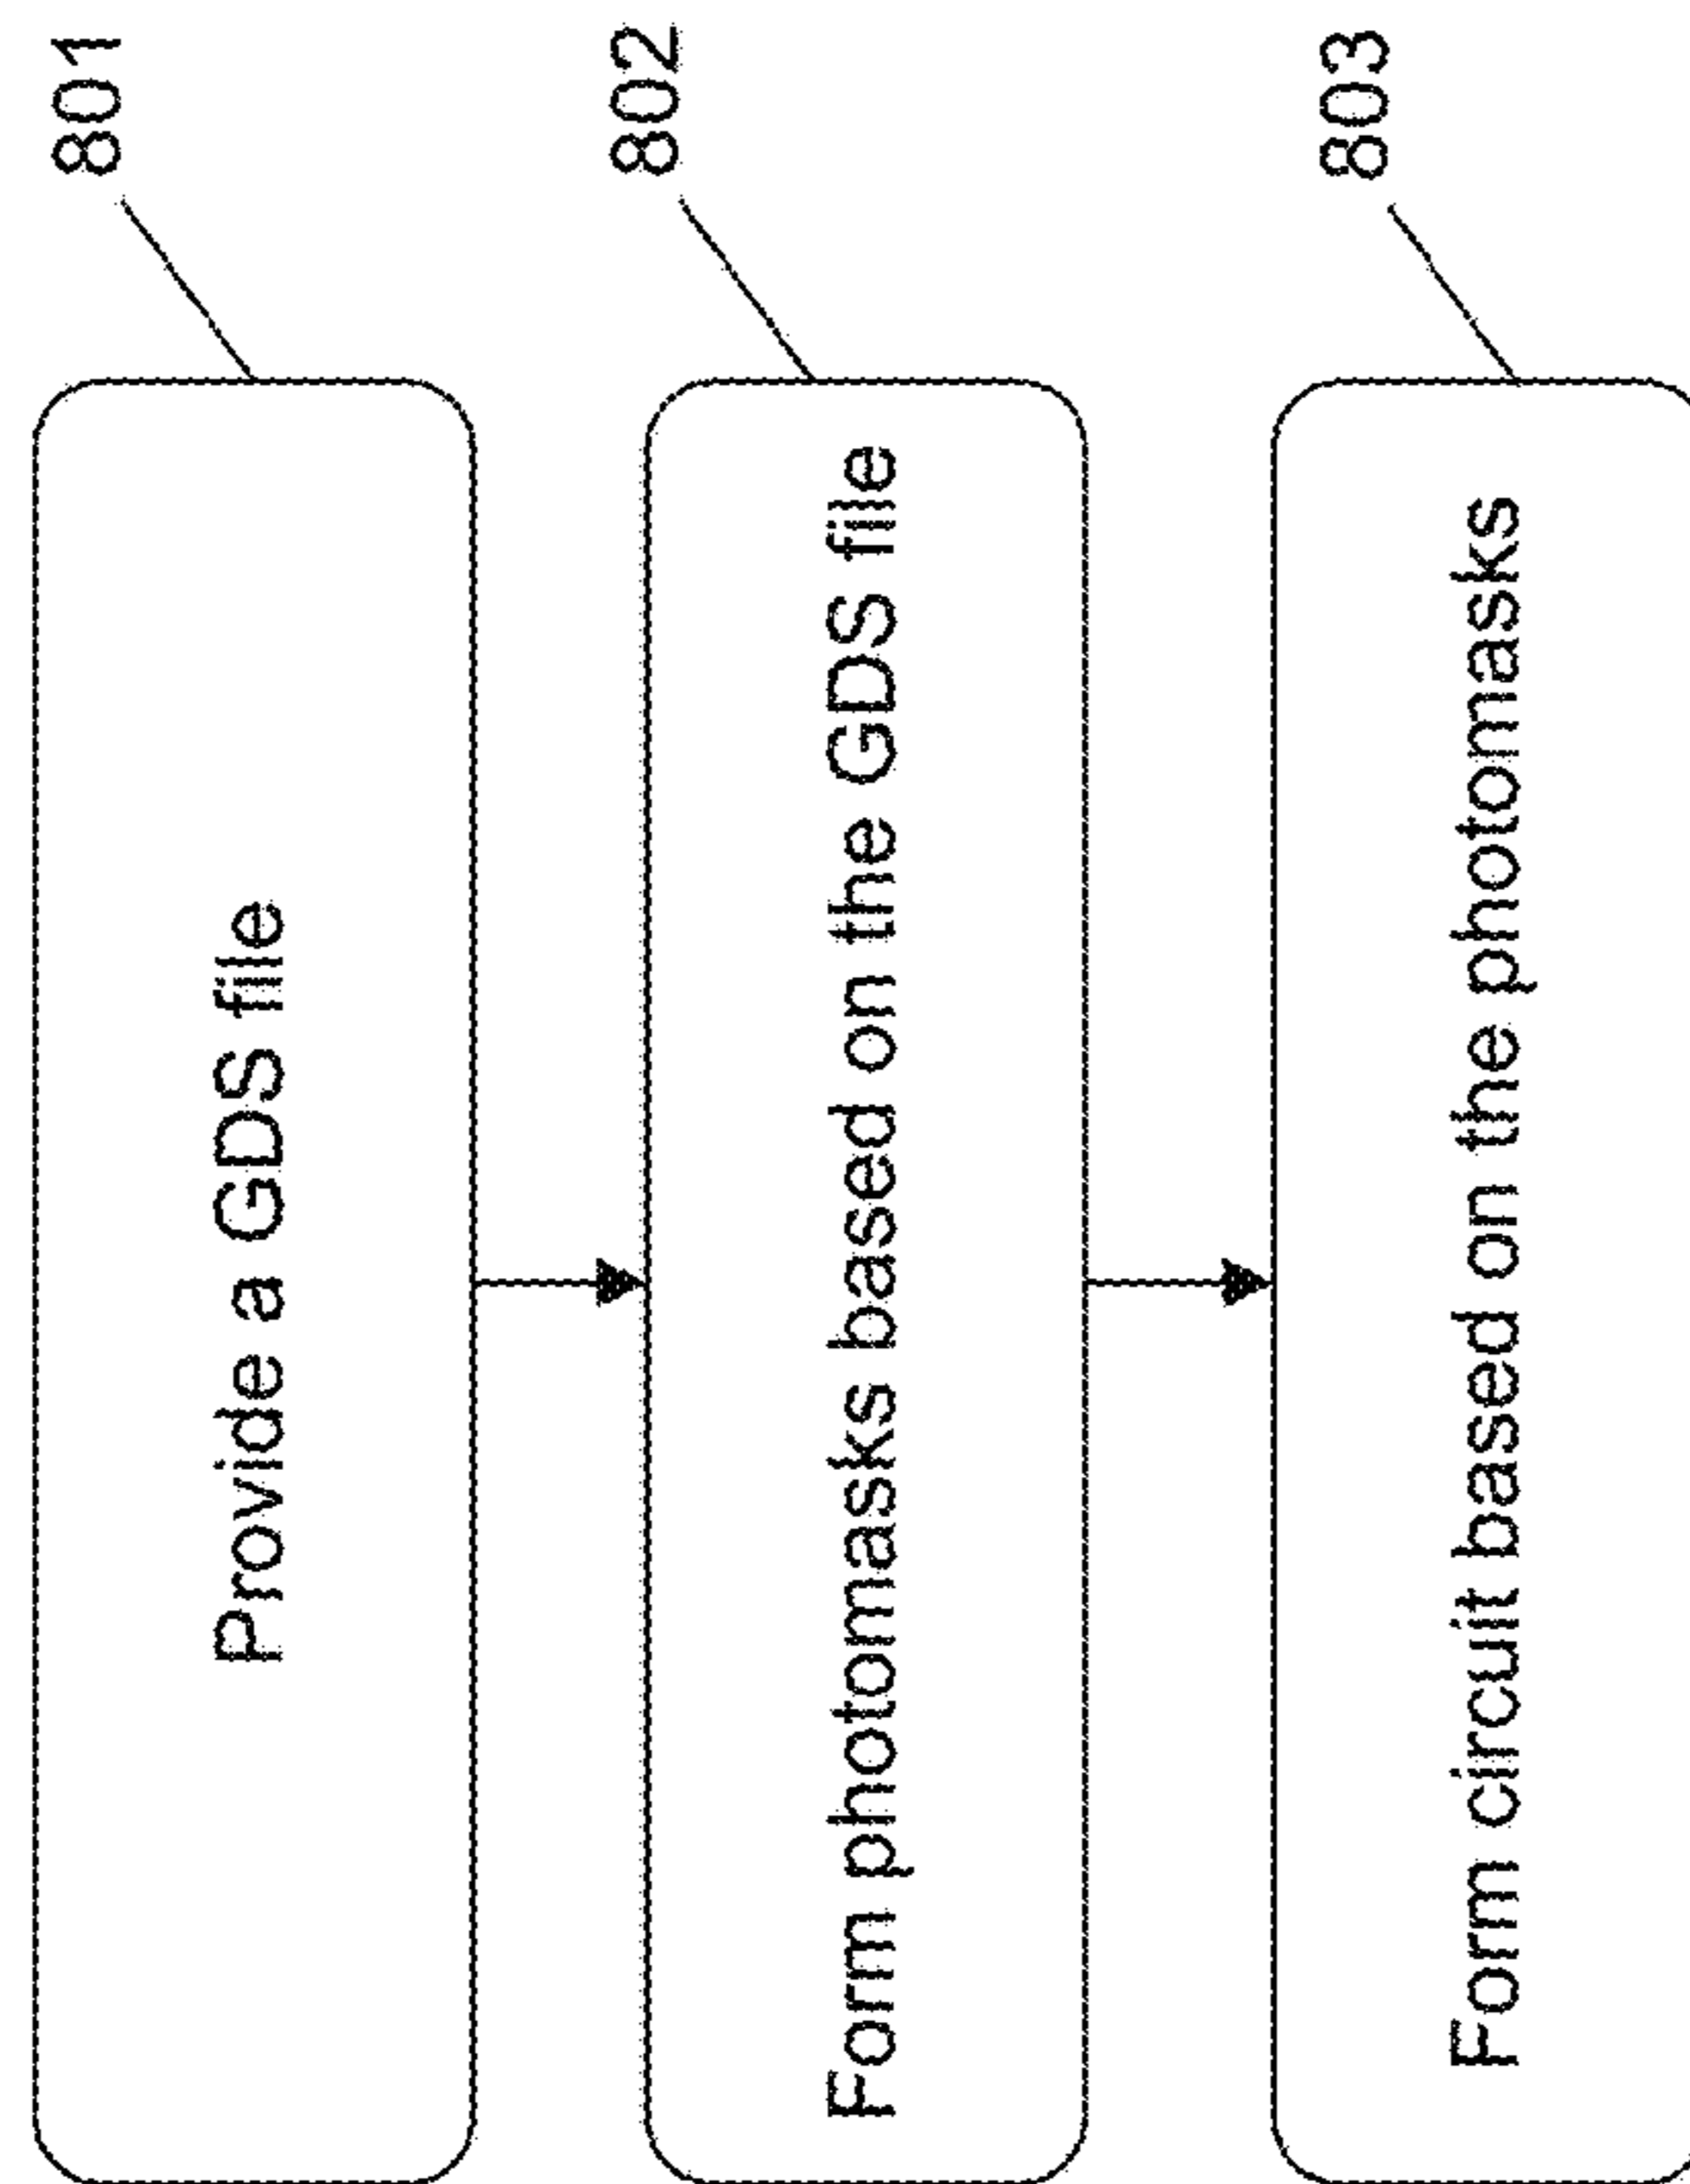 Provide a GDS file
801
Form photomasks based on the GDS file
802
Form circuit based on the photomasks
803